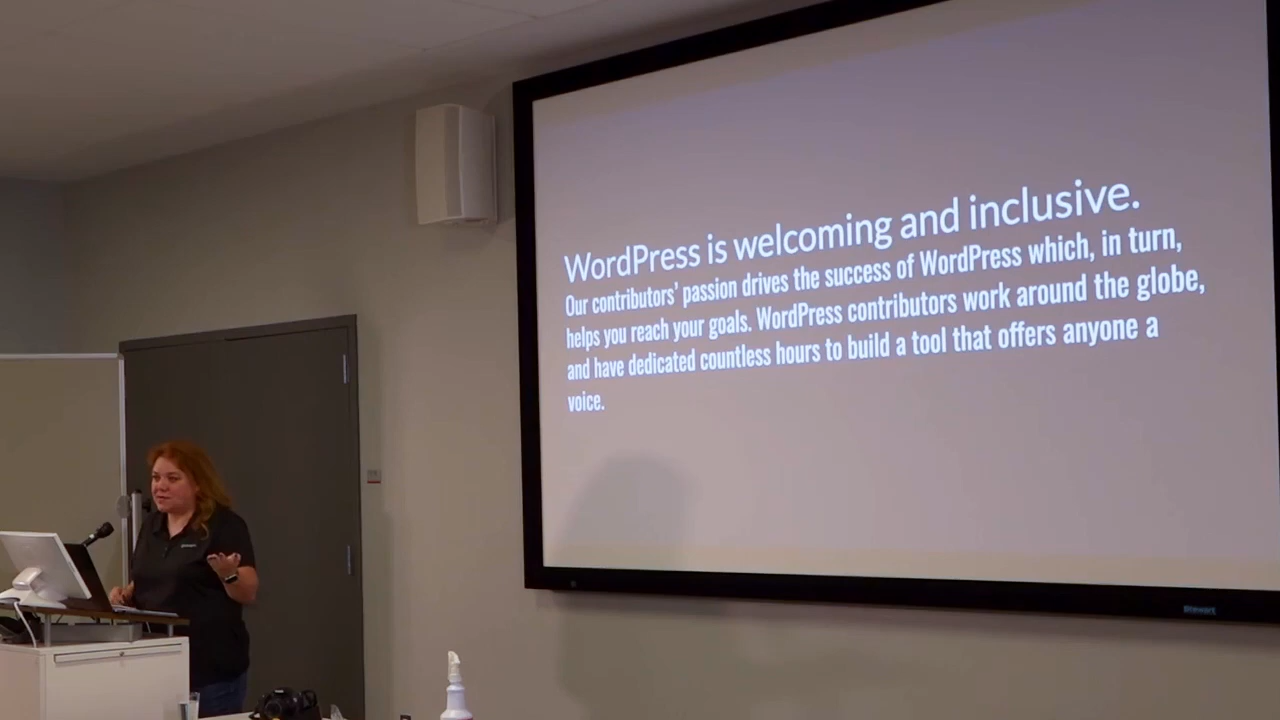 WordPress is welcoming and inclusive.
Our contributors' passion drives the success of WordPress which, in turn,
helps you reach your goals. WordPress contributors work around the globe,
and have dedicated countless hours to build a tool that offers anyone a
voice.
Stewart